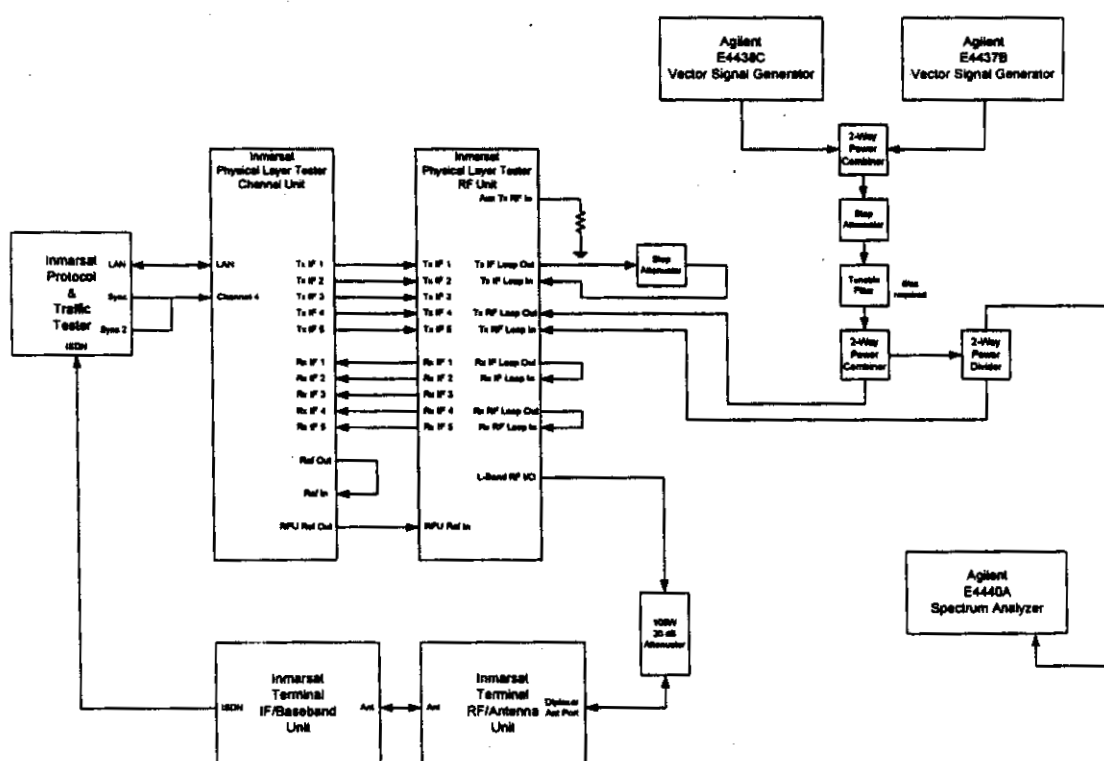 Agilent
E4438C
Vector Signal Generator
Agilent
E4437B
Vector Signal Generator
2-Way
Power
Combiner
Step
Attenuator
Tunable
Filter
required
2-Way
Power
Combiner
2-Way
Power
Divider
Inmarsat
Physical Layer Tester
Channel Unit
LAN
Channel 4
Tx IF 1
Tx IF 2
Tx IF 3
Tx IF 4
Tx IF 5
Rx IF 1
Rx IF 2
Rx IF 3
Rx IF 4
Rx IF 5
Ref Out
Ref In
RFU Ref Out
Inmarsat
Physical Layer Tester
RF Unit
Aux Tx RF In
Tx IF 1
Tx IF 2
Tx IF 3
Tx IF 4
Tx IF 5
Rx IF 1
Rx IF 2
Rx IF 3
Rx IF 4
Rx IF 5
RFU Ref In
Tx IF Loop Out
Tx IF Loop In
Tx RF Loop Out
Tx RF Loop In
Rx IF Loop Out
Rx IF Loop In
Rx RF Loop Out
Rx RF Loop In
L-Band RF I/O
Step
Attenuator
Inmarsat
Protocol
&
Traffic
Tester
LAN
Sync
Sync 2
ISDN
100W
Attenuator
Agilent
E4440A
Spectrum Analyzer
Inmarsat
Terminal
IF/Baseband
Unit
ISDN
Ant
Inmarsat
Terminal
RF/Antenna
Unit
Ant
Diplexer
Ant Port